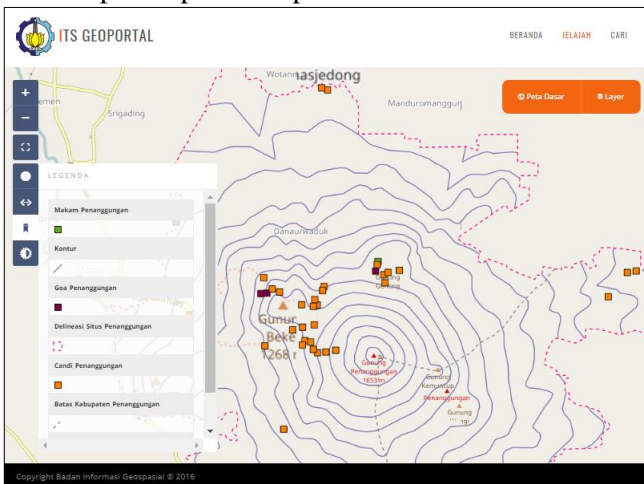 ITS GEOPORTAL
BERANDA JELAJAH CARI
Wotanmasjedong
Manduromanggung
Srigading
Peta Dasar
Layer
LEGENDA
Makam Penanggungan
Kontur
Goa Penanggungan
Delineasi Situs Penanggungan
Candi Penanggungan
Batas Kabupaten Penanggungan
Danau/waduk
Gunung
Beke
1268
Gunung
Penanggungan
1653m
Gunung
Kemuncup
Penanggungan
Gunung
Copyright Badan Informasi Geospasial © 2016